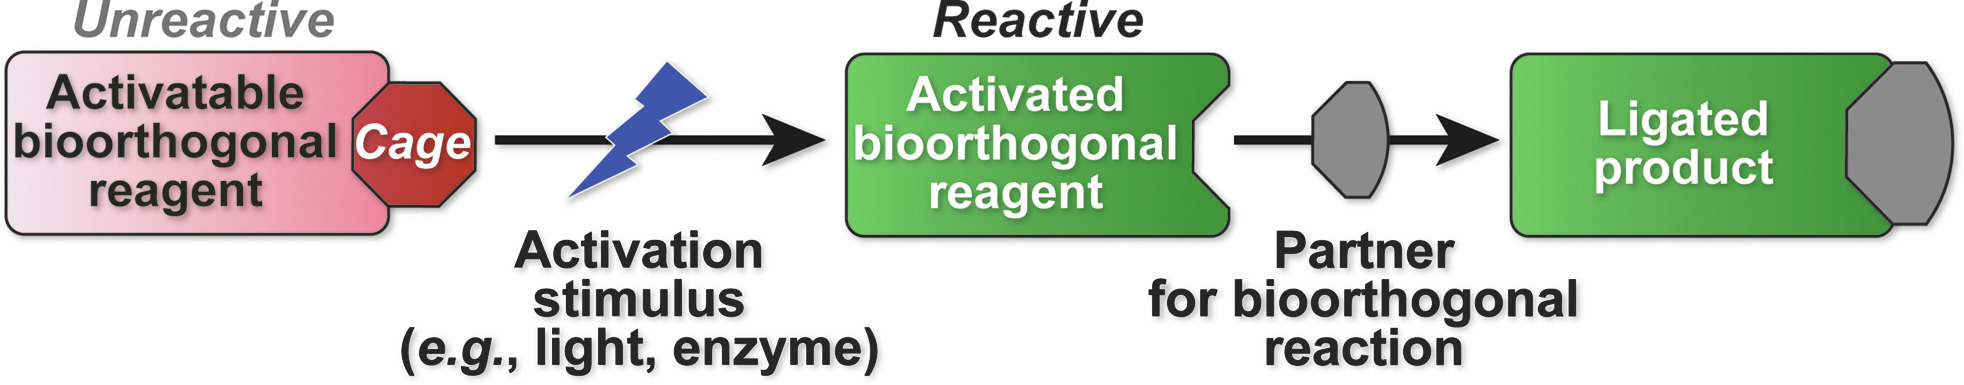 Unreactive
Activatable
bioorthogonal
reagent
Cage
Activation
stimulus
(e.g., light, enzyme)
Reactive
Activated
bioorthogonal
reagent
Partner
for bioorthogonal
reaction
Ligated
product